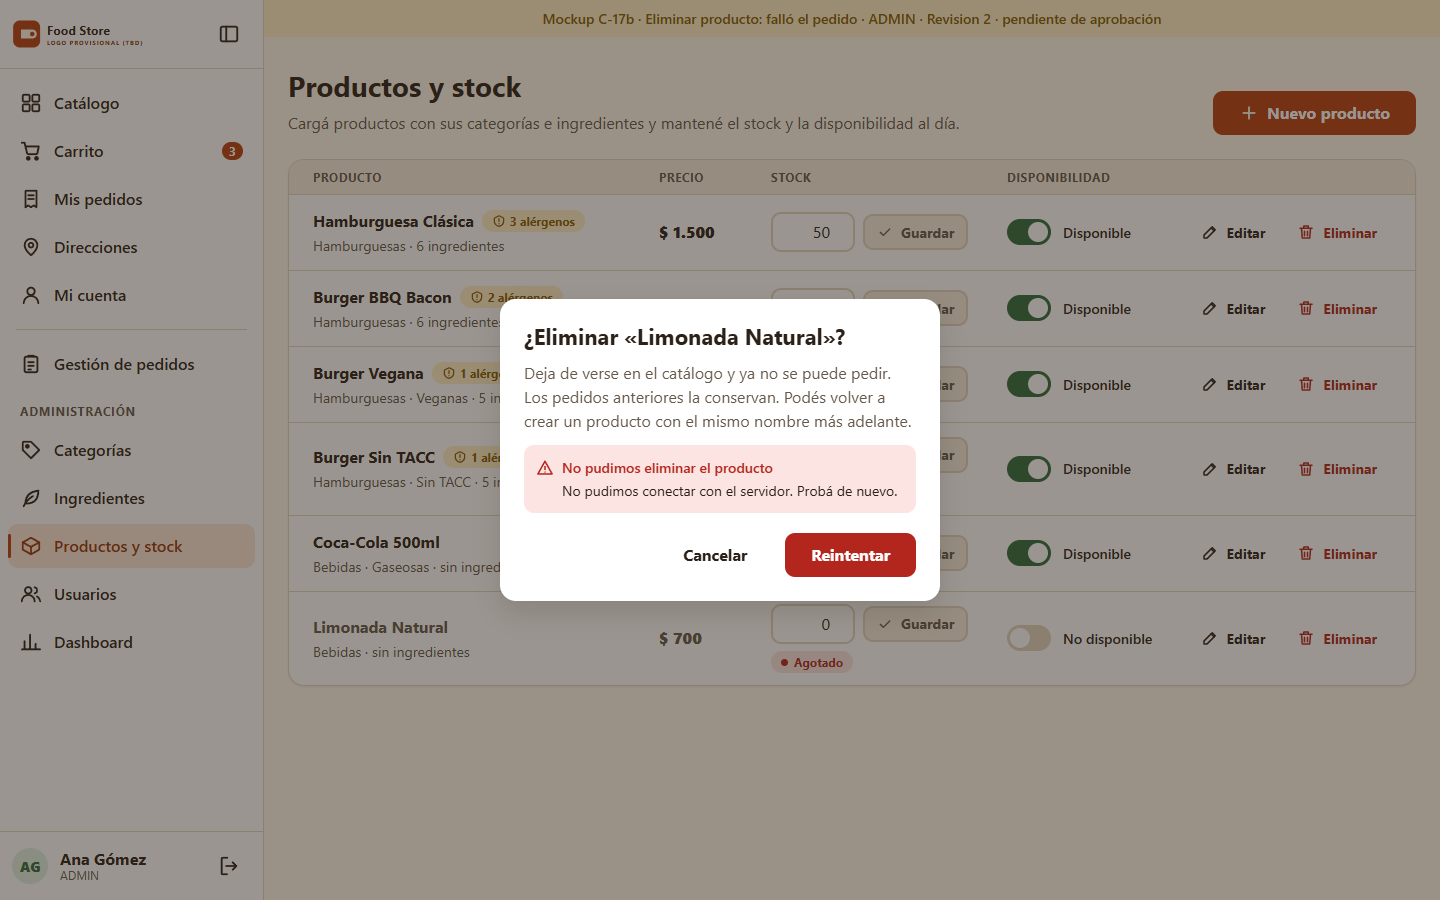 Food Store
LOGO PROVISIONAL (TBD)
Catálogo
Carrito
3
Mis pedidos
Direcciones
Mi cuenta
Gestión de pedidos
ADMINISTRACIÓN
Categorías
Ingredientes
Productos y stock
Usuarios
Dashboard
AG
Ana Gómez
ADMIN
Mockup C-17b · Eliminar producto: falló el pedido · ADMIN · Revision 2 · pendiente de aprobación
Productos y stock
Cargá productos con sus categorías e ingredientes y mantené el stock y la disponibilidad al día.
Nuevo producto
PRODUCTO PRECIO STOCK DISPONIBILIDAD
Hamburguesa Clásica 3 alérgenos
Hamburguesas · 6 ingredientes
$ 1.500 50 Guardar Disponible Editar Eliminar
Burger BBQ Bacon 2 alérgenos
Hamburguesas · 6 ingredientes
Disponible Editar Eliminar
Burger Vegana 1
Hamburguesas · Veganas · 5
Disponible Editar Eliminar
Burger Sin TACC 1
Hamburguesas · Sin TACC · 5
Disponible Editar Eliminar
Coca-Cola 500ml
Bebidas · Gaseosas · sin
Disponible Editar Eliminar
Limonada Natural
Bebidas · sin ingredientes
$ 700 0 Guardar No disponible Editar Eliminar
Agotado
¿Eliminar «Limonada Natural»?
Deja de verse en el catálogo y ya no se puede pedir.
Los pedidos anteriores la conservan. Podés volver a
crear un producto con el mismo nombre más adelante.
No pudimos eliminar el producto
No pudimos conectar con el servidor. Probá de nuevo.
Cancelar
Reintentar